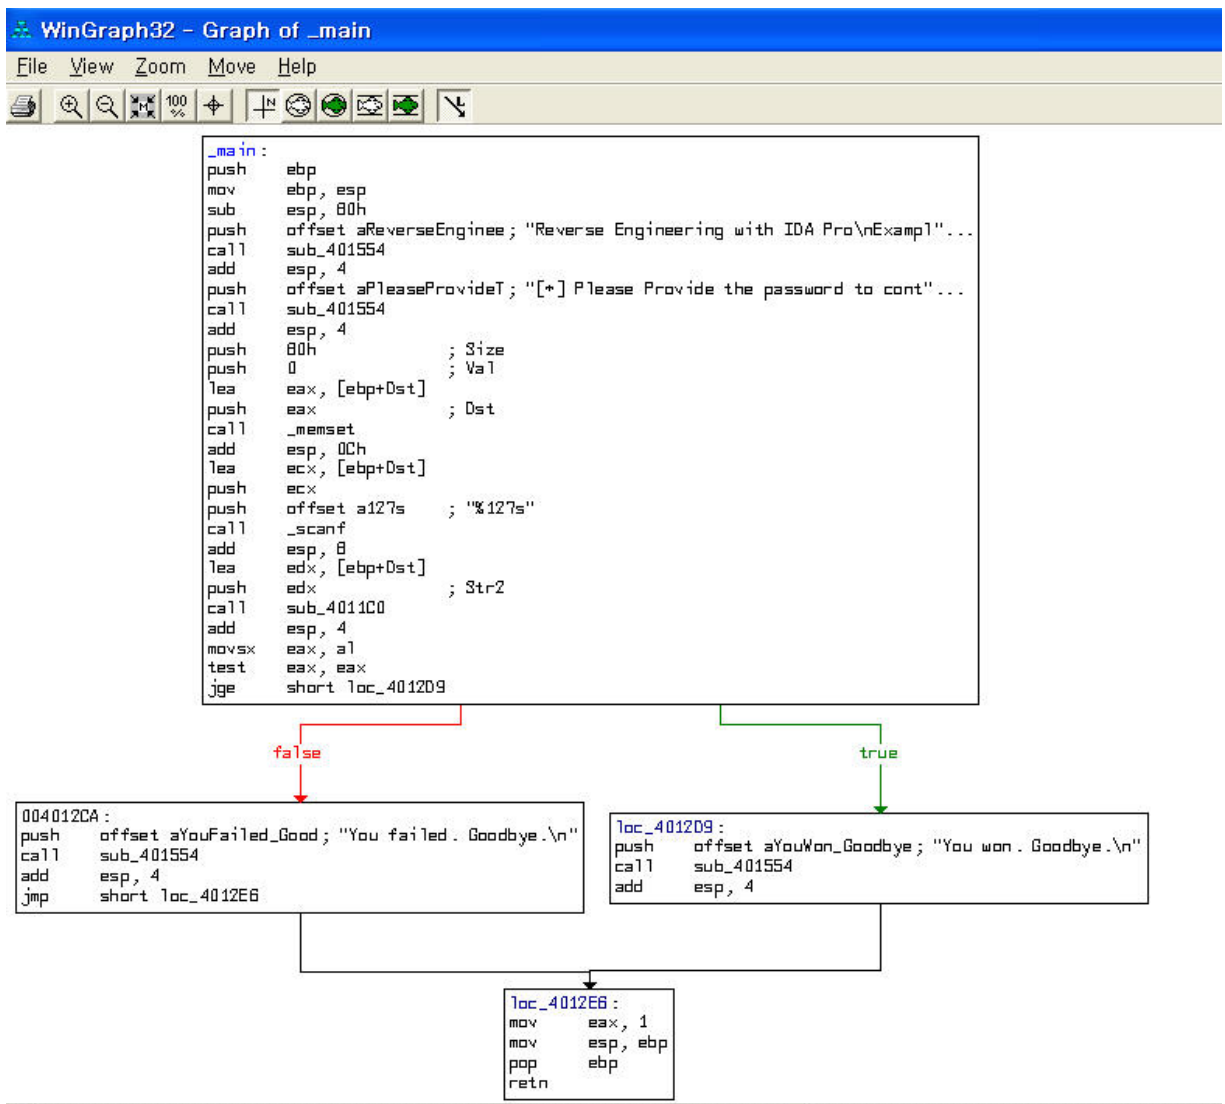 WinGraph32 - Graph of _main
File View Zoom Move Help
100 %
N
_main:
push ebp
mov ebp, esp
sub esp, 80h
push offset aReverseEnginee; "Reverse Engineering with IDA Pro\nExampl"...
call sub_401554
add esp, 4
push offset aPleaseProvideT; "[*] Please Provide the password to cont"...
call sub_401554
add esp, 4
push 80h ; Size
push 0 ; Val
lea eax, [ebp+Dst]
push eax ; Dst
call _memset
add esp, 0Ch
lea ecx, [ebp+Dst]
push ecx
push offset a127s ; "%127s"
call _scanf
add esp, 8
lea edx, [ebp+Dst]
push edx ; Str2
call sub_4011C0
add esp, 4
movsx eax, al
test eax, eax
jge short loc_4012D9
false true
004012CA:
push offset aYouFailed_Good; "You failed. Goodbye.\n"
call sub_401554
add esp, 4
jmp short loc_4012E6
loc_4012D9:
push offset aYouWon_Goodbye; "You won. Goodbye.\n"
call sub_401554
add esp, 4
loc_4012E6:
mov eax, 1
mov esp, ebp
pop ebp
retn